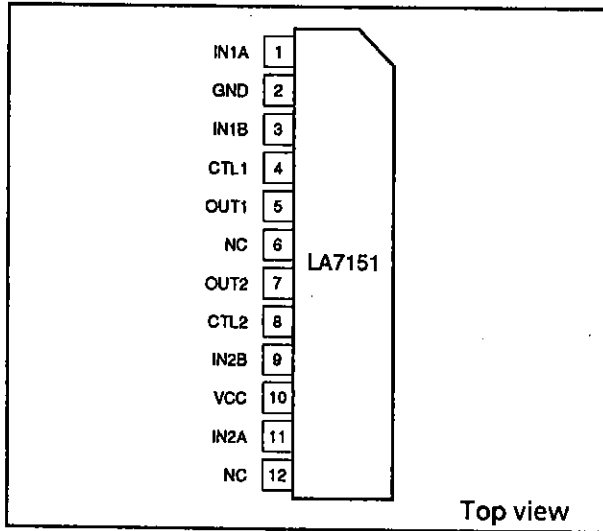 IN1A 1
GND 2
IN1B 3
CTL1 4
OUT1 5
NC 6
LA7151
OUT2 7
CTL2 8
IN2B 9
VCC 10
IN2A 11
NC 12
Top view